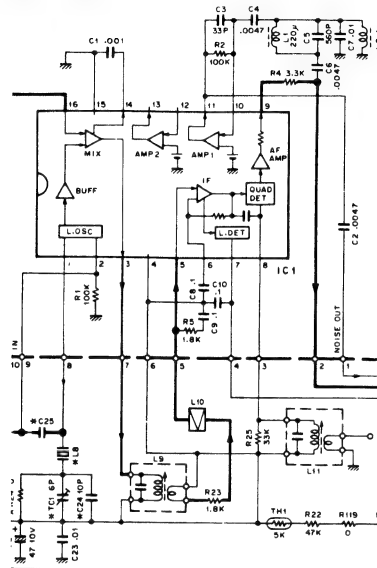 C3
33P
C4
.0047
R2
100K
C1 .001
L1
220μ
C5
560P
C7 .01
C6
.0047
R4 3.3K
16 15 14 13 12 11 10 9
MIX
AMP2
AMP1
AF
AMP
BUFF
IF
QUAD
DET
L.OSC
L.DET
1 2 3 4 5 6 7 8
IC1
C2 .0047
R1
100K
C8 .1
C10
.1
C9 .1
R5
1.8K
IN
NOISE OUT
10 9 8 7 6 5 4 3 2 1
*C25
*L8
L10
R25
33K
L11
*TC1 6P
*C24 10P
L9
R23
1.8K
47 10V
C23 .01
TH1
5K
R22
47K
R119
0